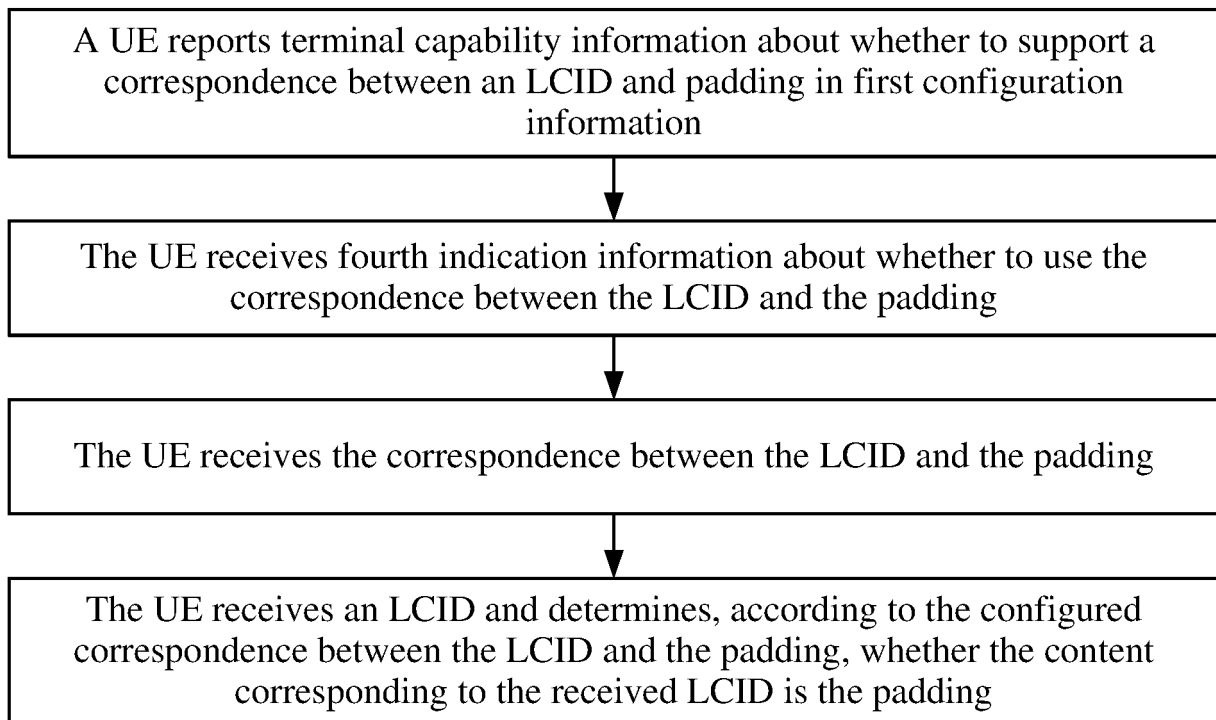 A UE reports terminal capability information about whether to support a
correspondence between an LCID and padding in first configuration
information
The UE receives fourth indication information about whether to use the
correspondence between the LCID and the padding
The UE receives the correspondence between the LCID and the padding
The UE receives an LCID and determines, according to the configured
correspondence between the LCID and the padding, whether the content
corresponding to the received LCID is the padding